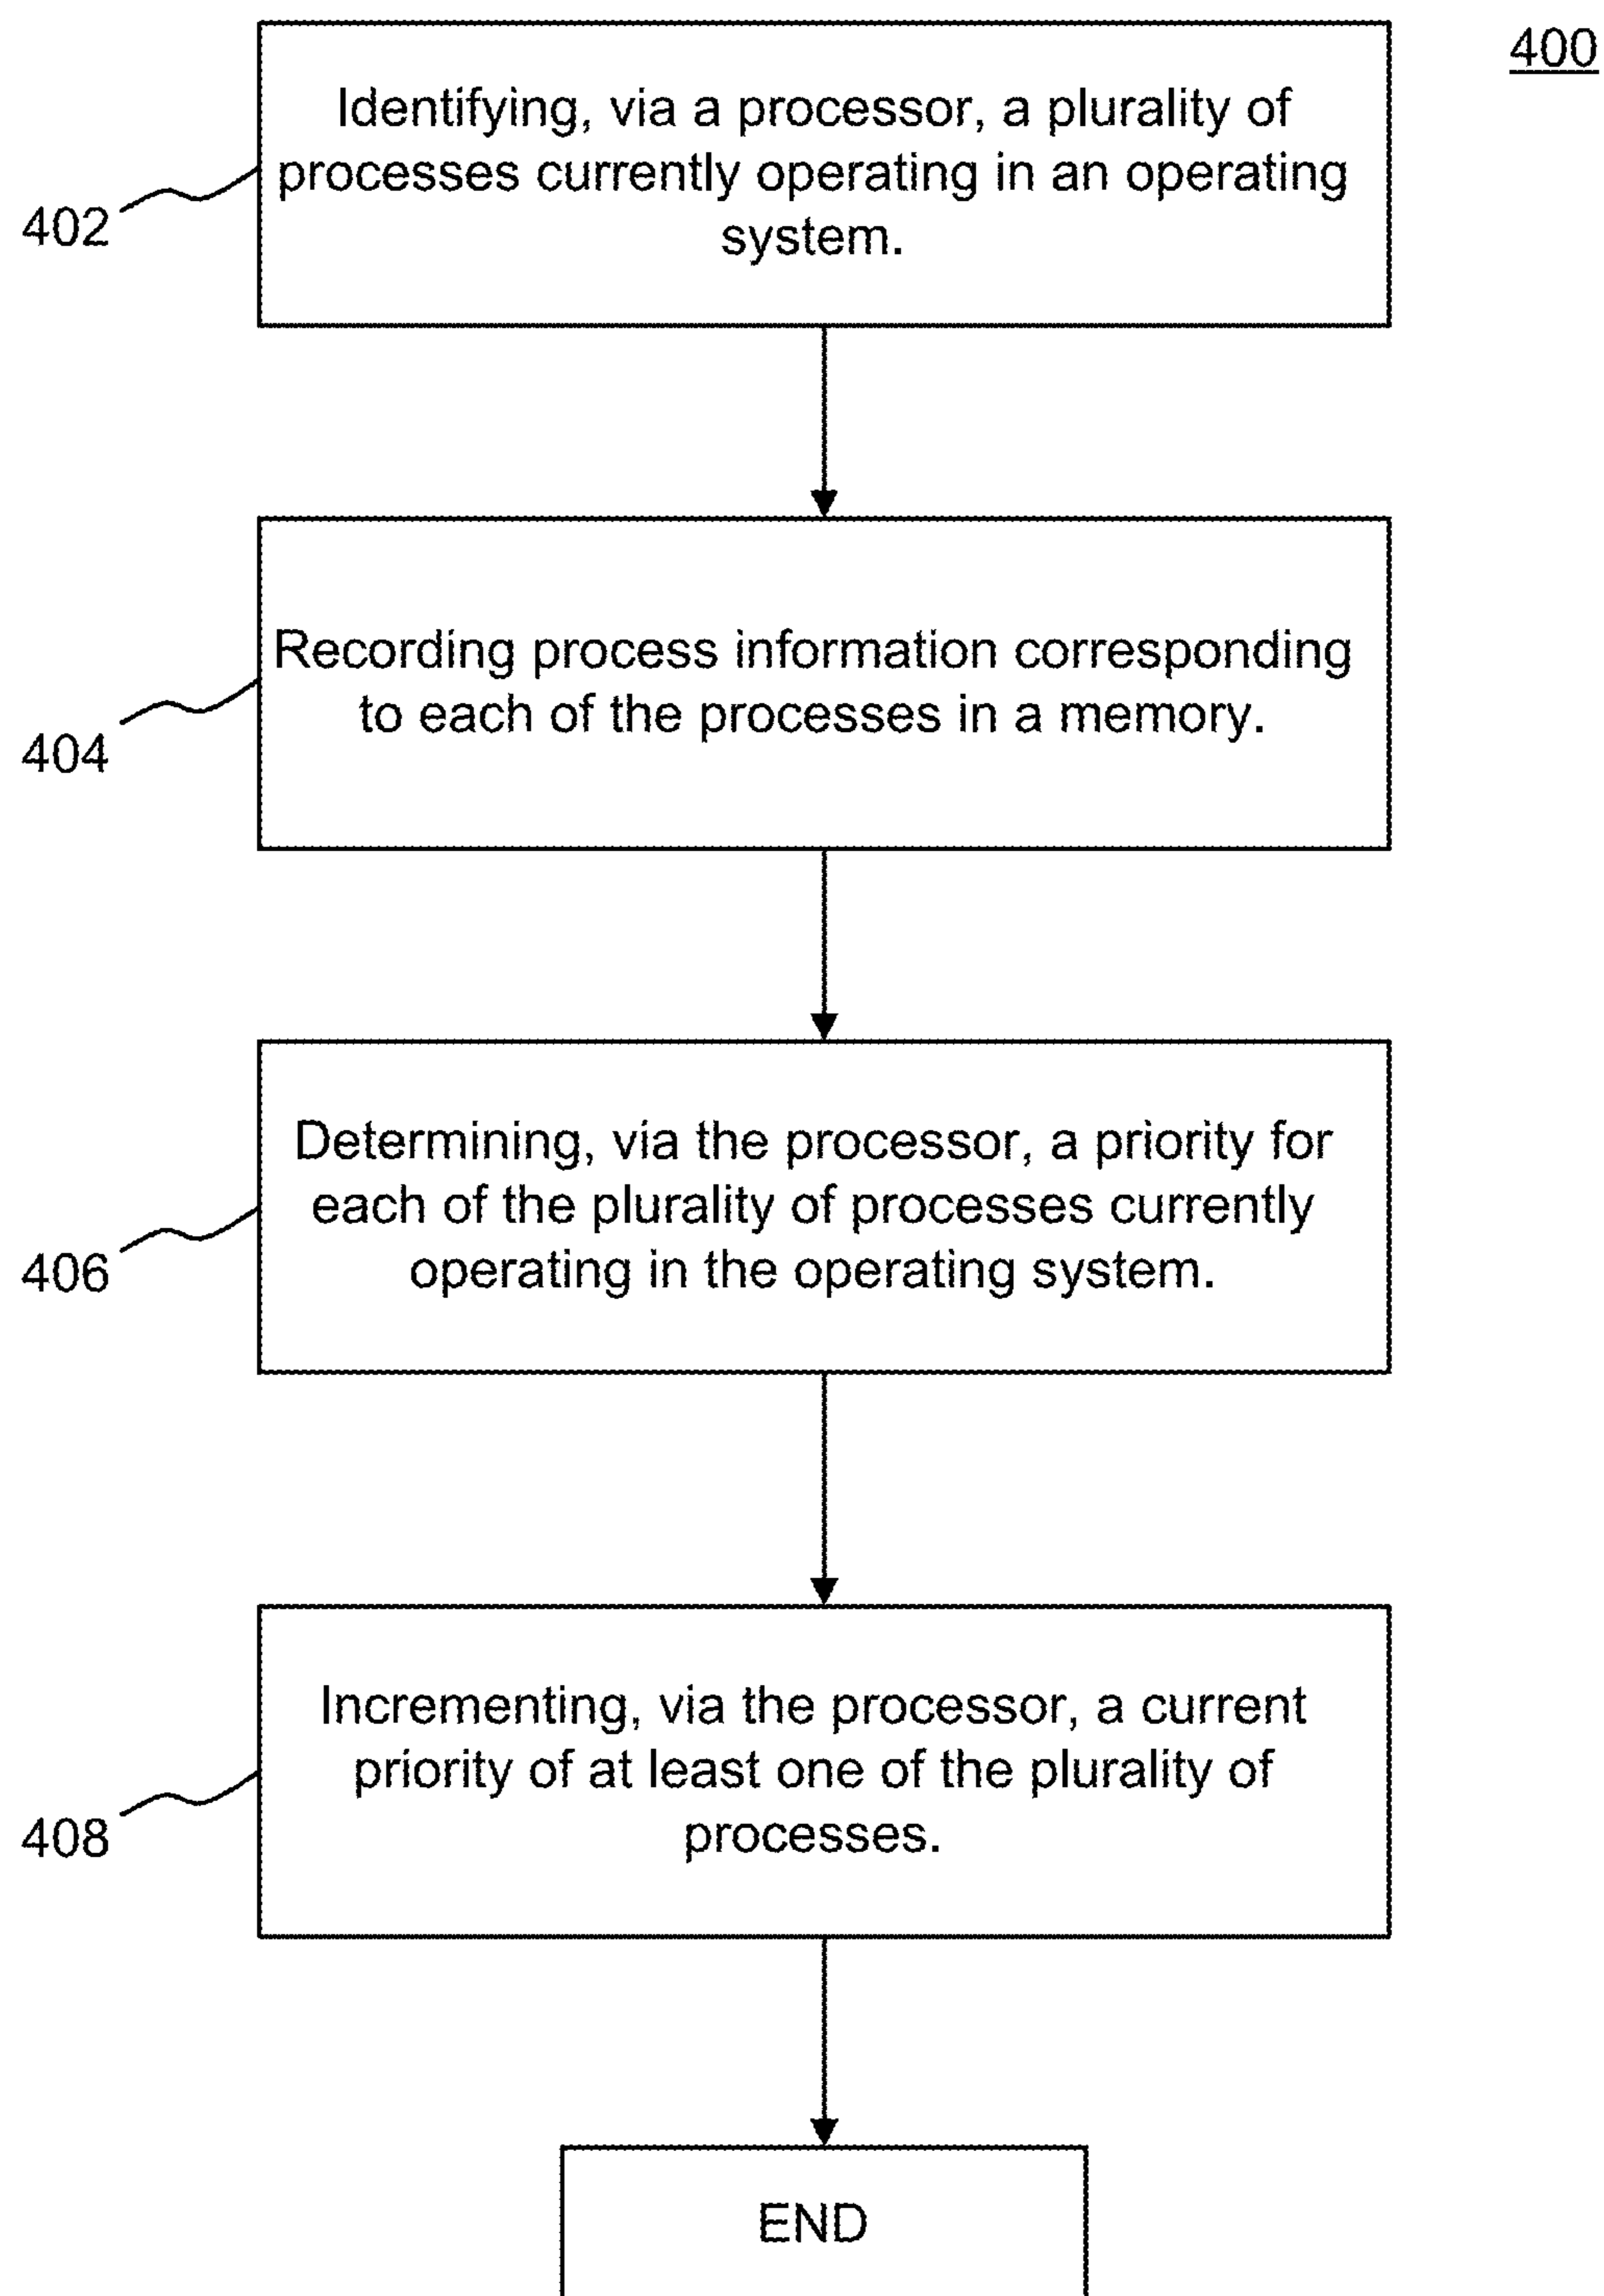 400
Identifying, via a processor, a plurality of
processes currently operating in an operating
system.
402
Recording process information corresponding
to each of the processes in a memory.
404
Determining, via the processor, a priority for
each of the plurality of processes currently
operating in the operating system.
406
Incrementing, via the processor, a current
priority of at least one of the plurality of
processes.
408
END